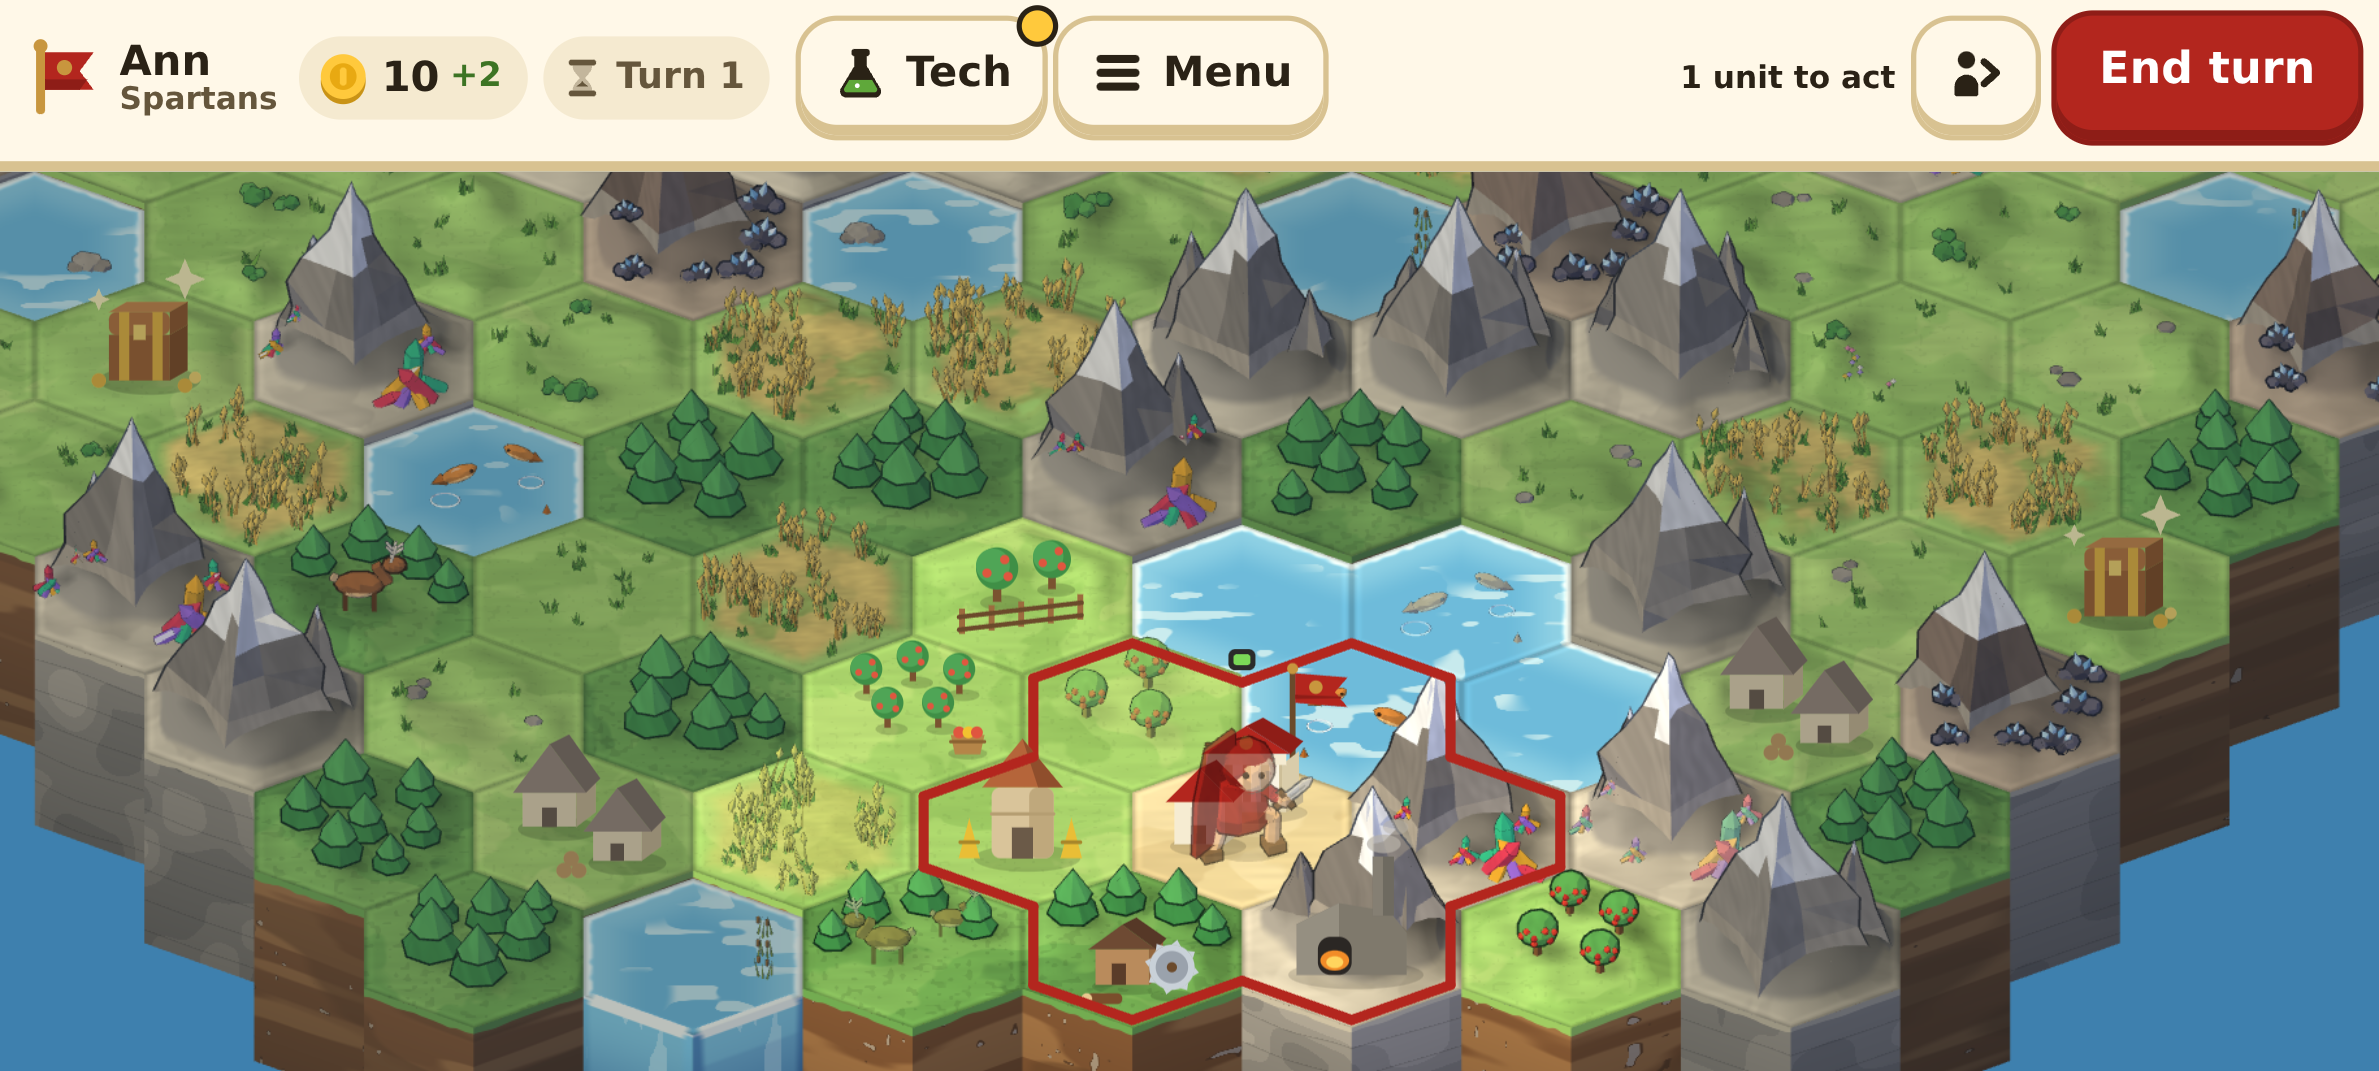 Ann
Spartans
10 +2
Turn 1
Tech
Menu
1 unit to act
End turn